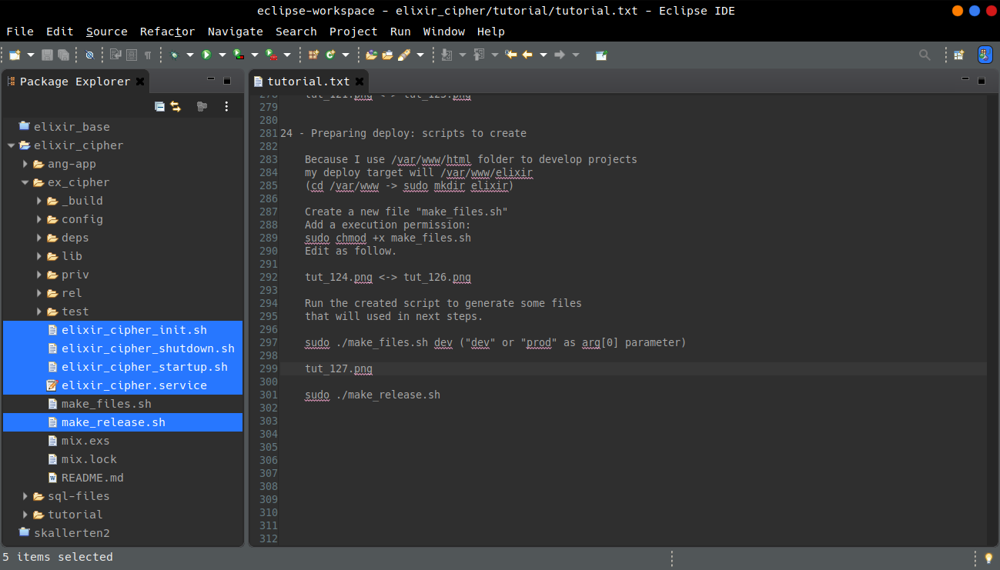 eclipse-workspace - elixir_cipher/tutorial/tutorial.txt - Eclipse IDE
File Edit Source Refactor Navigate Search Project Run Window Help
Package Explorer
elixir_base
elixir_cipher
ang-app
ex_cipher
_build
config
deps
lib
priv
rel
test
elixir_cipher_init.sh
elixir_cipher_shutdown.sh
elixir_cipher_startup.sh
elixir_cipher.service
make_files.sh
make_release.sh
mix.exs
mix.lock
README.md
sql-files
tutorial
skallerten2
tutorial.txt
278 tut_121.png <-> tut_123.png
279
280
281 24 - Preparing deploy: scripts to create
282
283 Because I use /var/www/html folder to develop projects
284 my deploy target will /var/www/elixir
285 (cd /var/www -> sudo mkdir elixir)
286
287 Create a new file "make_files.sh"
288 Add a execution permission:
289 sudo chmod +x make_files.sh
290 Edit as follow.
291
292 tut_124.png <-> tut_126.png
293
294 Run the created script to generate some files
295 that will used in next steps.
296
297 sudo ./make_files.sh dev ("dev" or "prod" as arg[0] parameter)
298
299 tut_127.png
300
301 sudo ./make_release.sh
302
303
304
305
306
307
308
309
310
311
312
5 items selected